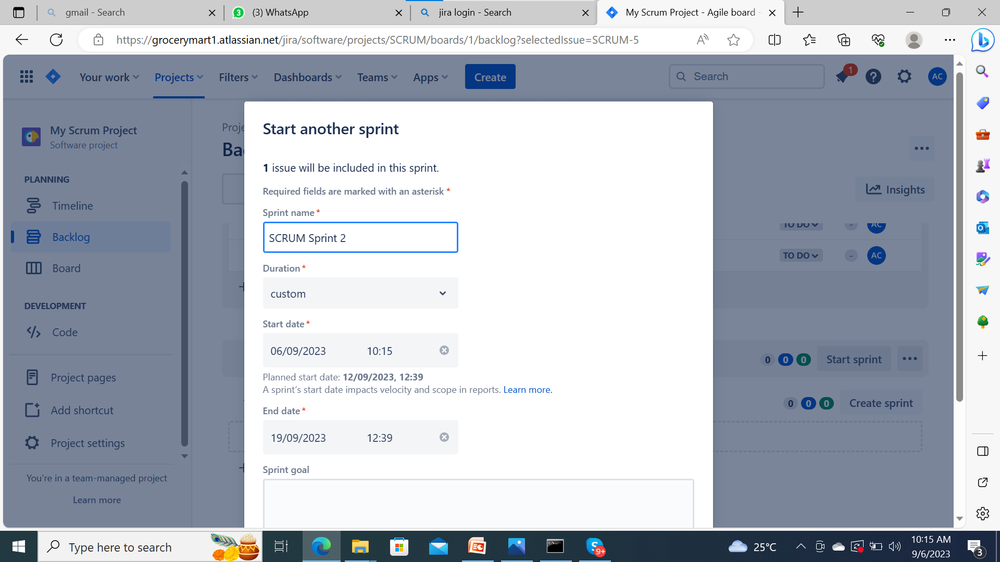 gmail - Search
(3) WhatsApp
jira login - Search
My Scrum Project - Agile board -
https://grocerymart1.atlassian.net/jira/software/projects/SCRUM/boards/1/backlog?selectedIssue=SCRUM-5
Your work
Projects
Filters
Dashboards
Teams
Apps
Create
Search
1
AC
My Scrum Project
Software project
PLANNING
Timeline
Backlog
Board
DEVELOPMENT
Code
Project pages
Add shortcut
Project settings
You're in a team-managed project
Learn more
Proje
Bac
Start another sprint
1 issue will be included in this sprint.
Required fields are marked with an asterisk *
Sprint name *
SCRUM Sprint 2
Duration *
custom
Start date *
06/09/2023 10:15
Planned start date: 12/09/2023, 12:39
A sprint's start date impacts velocity and scope in reports. Learn more.
End date *
19/09/2023 12:39
Sprint goal
Insights
TO DO - AC
TO DO - AC
0 0 0 Start sprint
0 0 0 Create sprint
Type here to search
9+
25°C
10:15 AM
9/6/2023
3